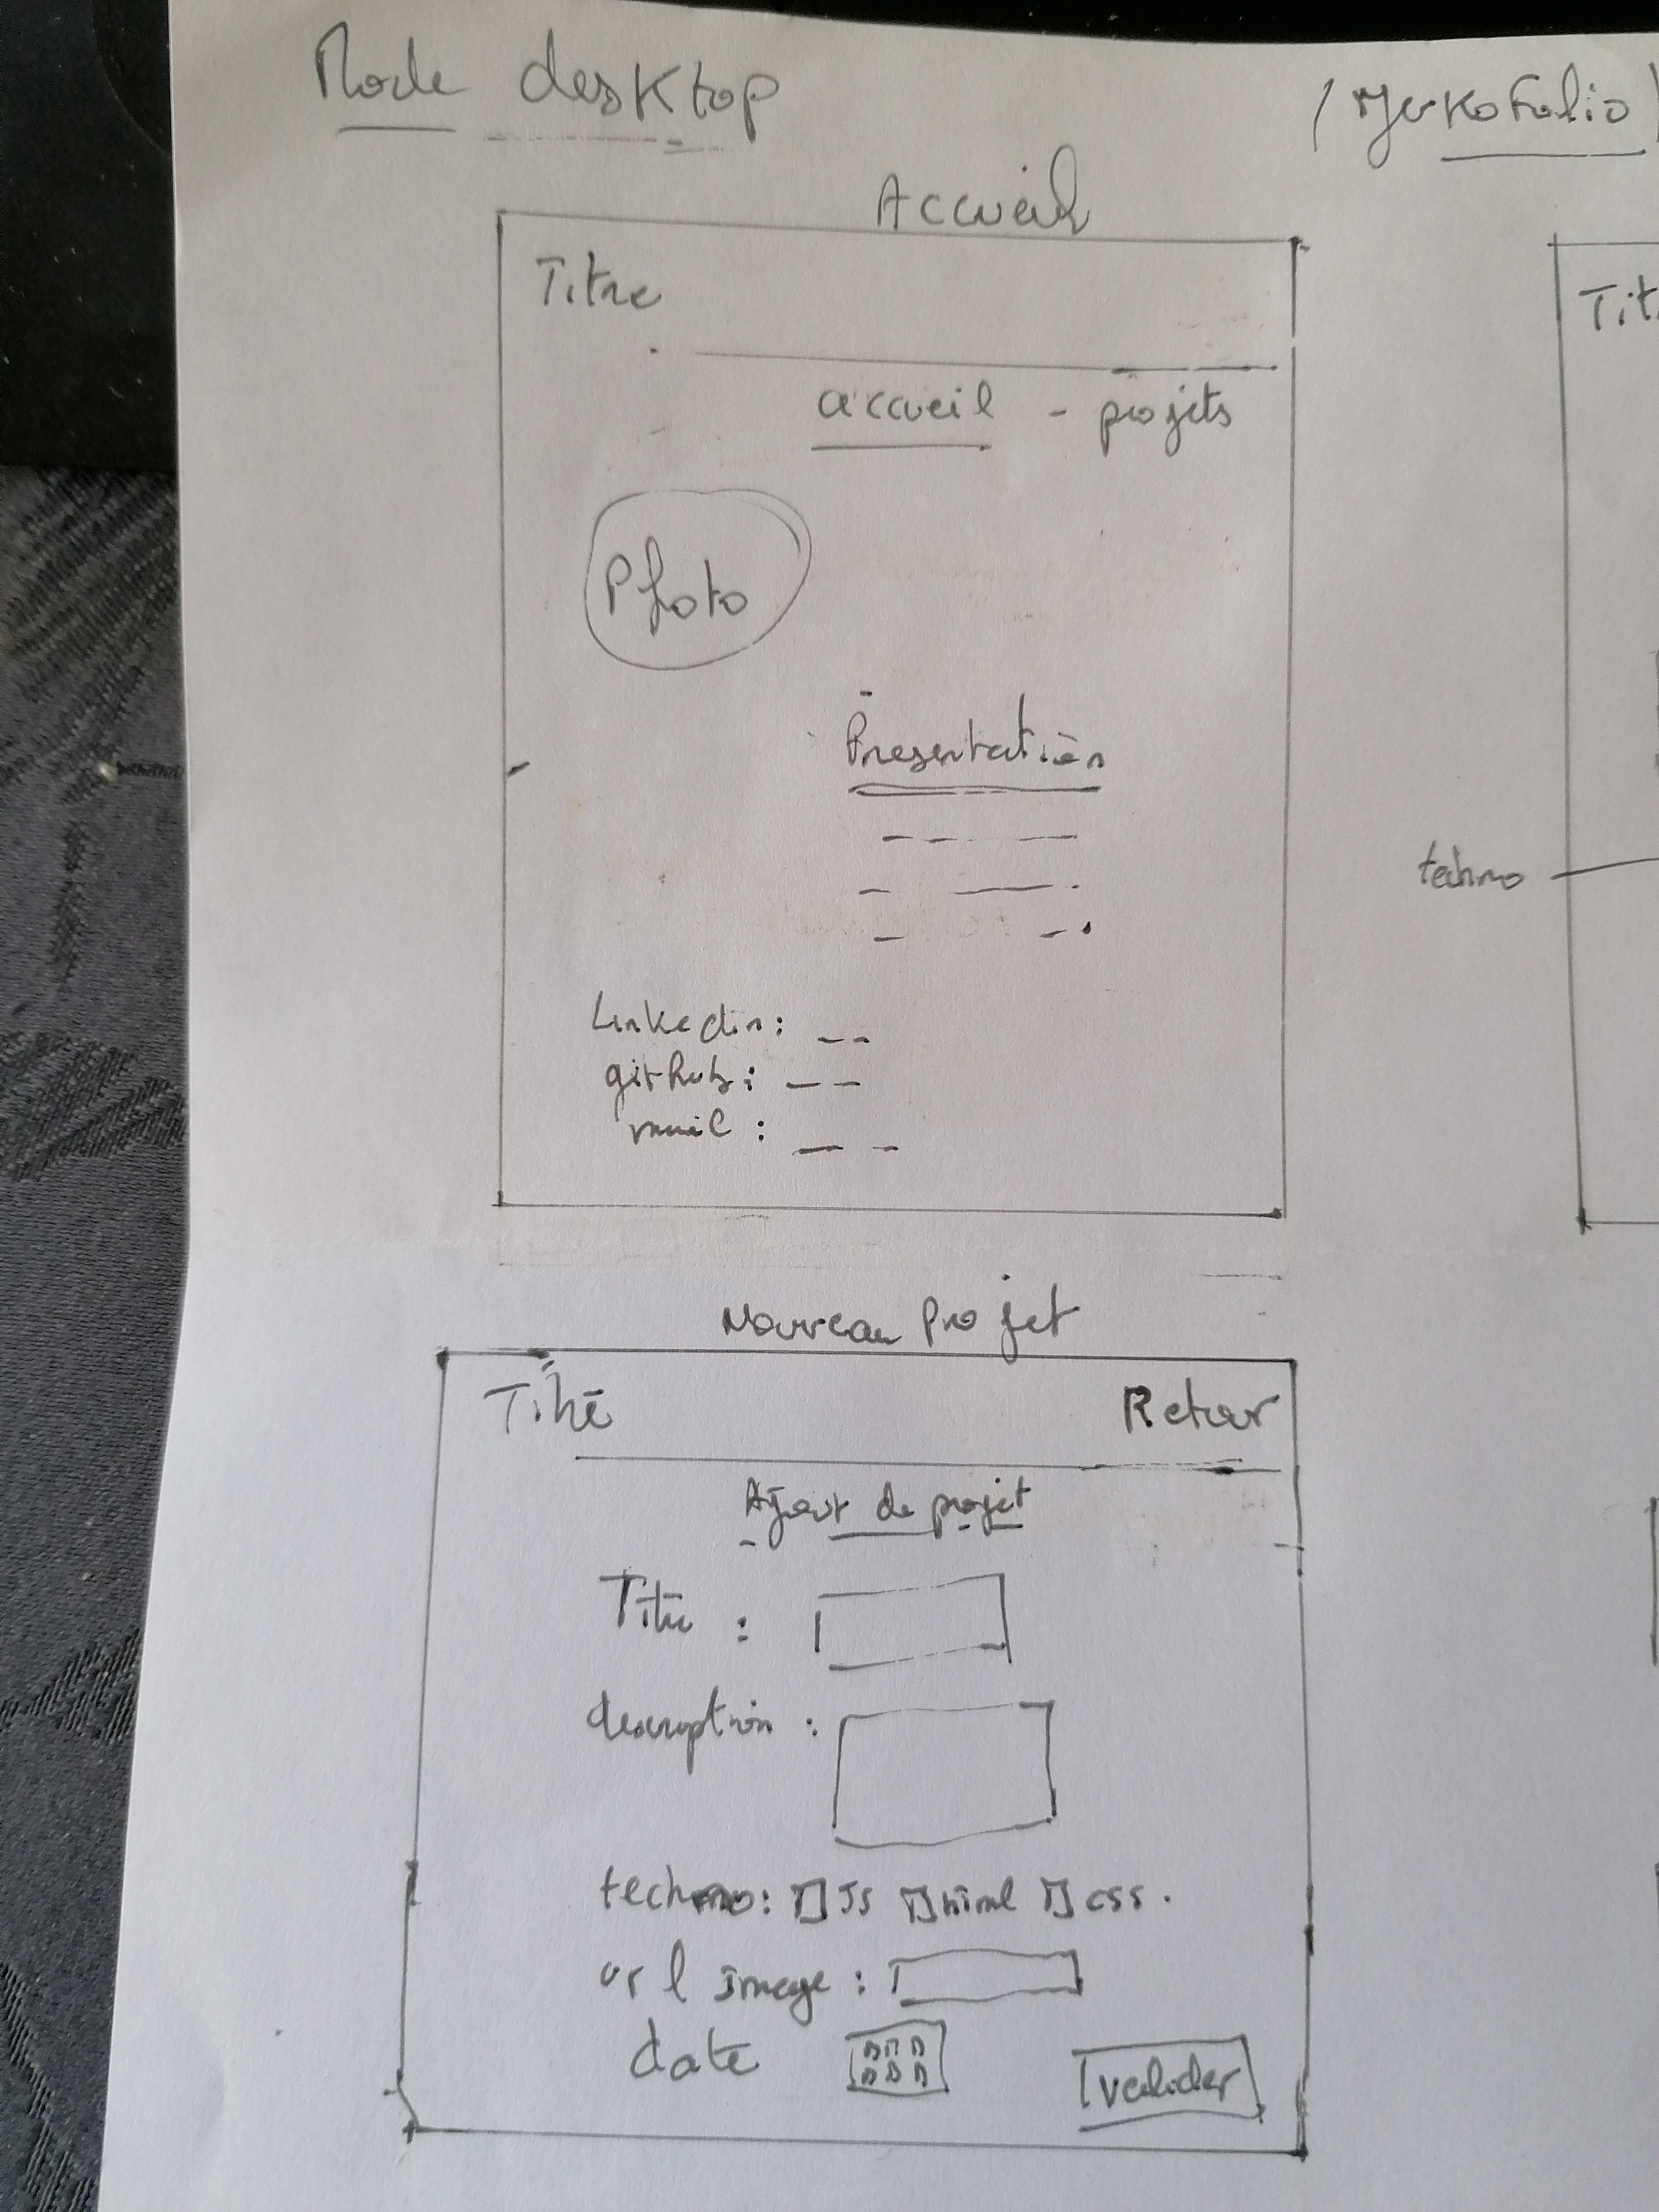 Mode desktop
Accueil
Titre
accueil - projets
Photo
Presentation
Linkedin :
github :
mail :
Tit
techno
Nouveau Projet
Titre Retour
Ajout de projet
Titre :
description :
techno : JS html css.
url image :
date valider